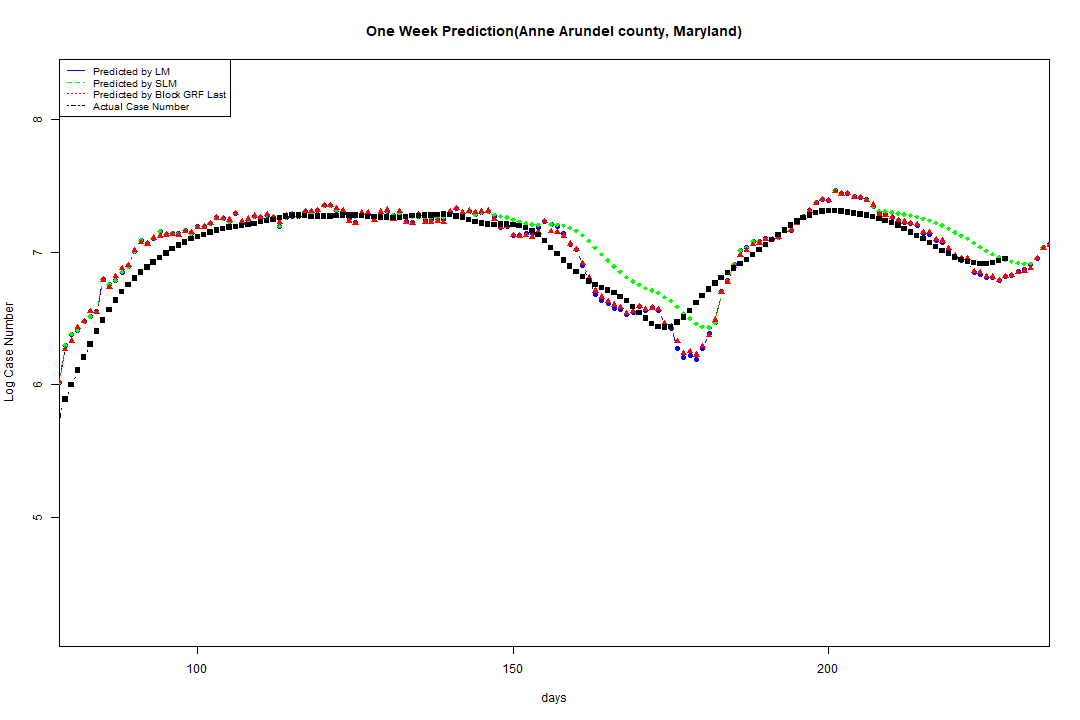 One Week Prediction(Anne Arundel county, Maryland)
Predicted by LM
Predicted by SLM
Predicted by Block GRF Last
Actual Case Number
8
7
6
5
Log Case Number
100 150 200
days